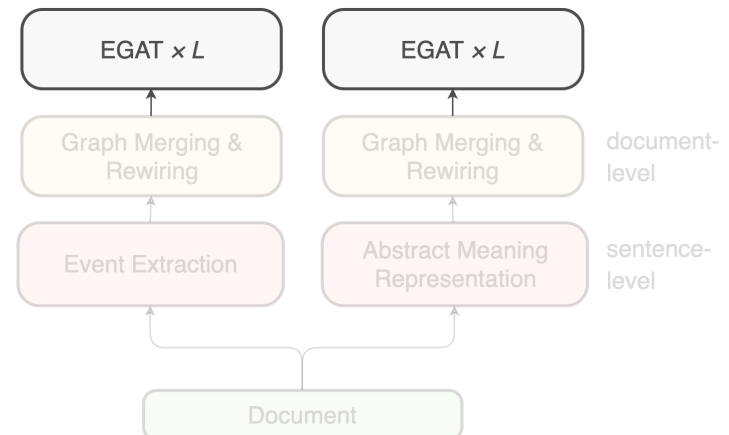 EGAT × L
EGAT × L
Graph Merging &
Rewiring
Graph Merging &
Rewiring
document-
level
Event Extraction
Abstract Meaning
Representation
sentence-
level
Document